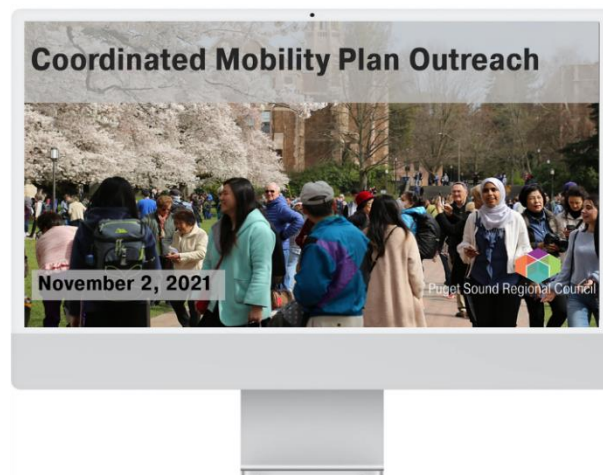 Coordinated Mobility Plan Outreach
November 2, 2021
Puget Sound Regional Council